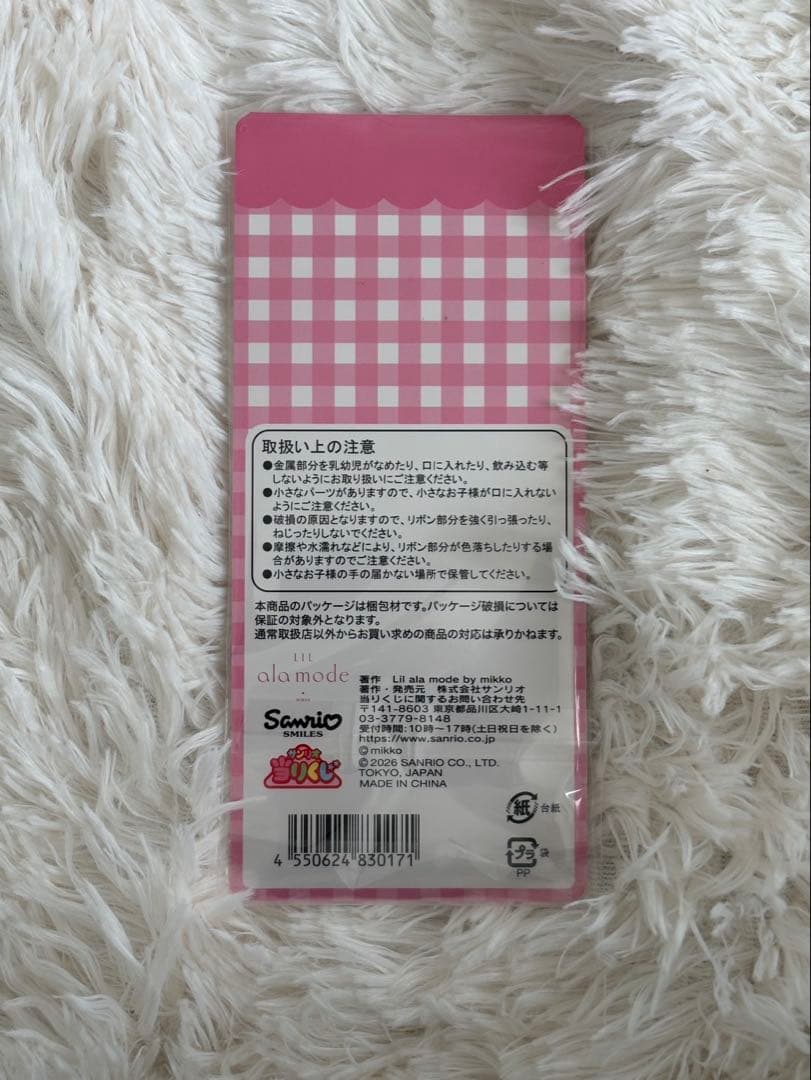 取扱い上の注意
●金属部分を乳幼児がなめたり、口に入れたり、飲み込む等
しないようにお取り扱いにご注意ください。
●小さなパーツがありますので、小さなお子様が口に入れない
ようにご注意ください。
●破損の原因となりますので、リボン部分を強く引っ張ったり、
ねじったりしないでください。
●摩擦や水濡れなどにより、リボン部分が色落ちしたりする場
合がありますのでご注意ください。
●小さなお子様の手の届かない場所で保管してください。
本商品のパッケージは梱包材です。パッケージ破損については
保証の対象外となります。
通常取扱店以外からお買い求めの商品の対応は承りかねます。
LIL
ala mode
Sanrio
SMILES
サンリオ
当りくじ
著作 Lil ala mode by mikko
著作・発売元 株式会社サンリオ
当りくじに関するお問い合わせ先
〒141-8603 東京都品川区大崎1-11-1
03-3779-8148
受付時間:10時〜17時(土日祝日を除く)
https://www.sanrio.co.jp
©mikko
©2026 SANRIO CO., LTD.
TOKYO, JAPAN
MADE IN CHINA
紙 台紙
プラ 袋
PP
4 550624 830171